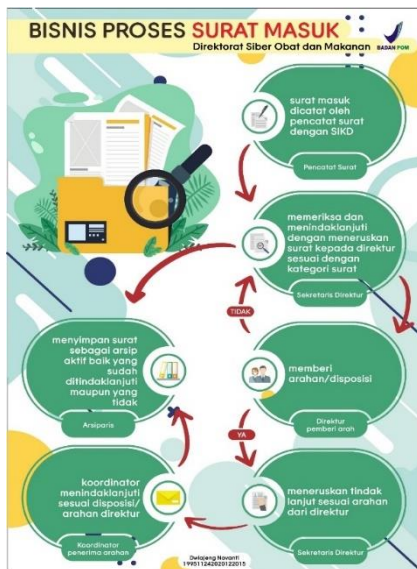 BISNIS PROSES SURAT MASUK
Direktorat Siber Obat dan Makanan
BADAN POM
surat masuk
dicatat oleh
pencatat surat
dengan SIKD
Pencatat Surat
memeriksa dan
menindaklanjuti
dengan meneruskan
surat kepada direktur
sesuai dengan
kategori surat
Sekretaris Direktur
TIDAK
memberi
arahan/disposisi
Direktur
pemberi arah
YA
meneruskan tindak
lanjut sesuai arahan
dari direktur
Sekretaris Direktur
koordinator
menindaklanjuti
sesuai disposisi/
arahan direktur
Koordinator
penerima arahan
menyimpan surat
sebagai arsip
aktif baik yang
sudah
ditindaklanjuti
maupun yang
tidak
Arsiparis
Dwiajeng Novanti
199511242020122015